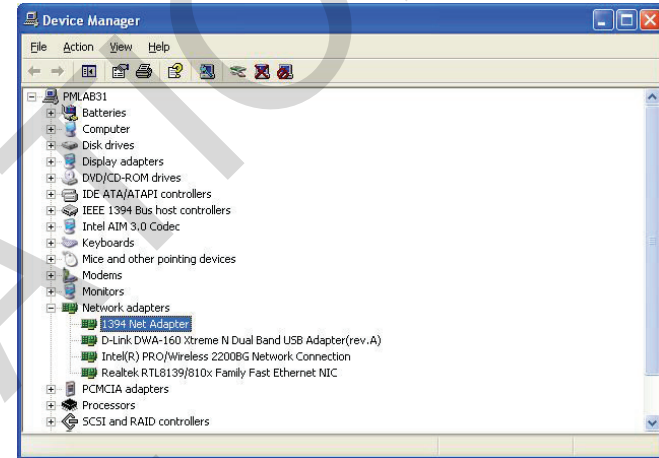 Device Manager
File Action View Help
PMLAB31
Batteries
Computer
Disk drives
Display adapters
DVD/CD-ROM drives
IDE ATA/ATAPI controllers
IEEE 1394 Bus host controllers
Intel AIM 3.0 Codec
Keyboards
Mice and other pointing devices
Modems
Monitors
Network adapters
1394 Net Adapter
D-Link DWA-160 Xtreme N Dual Band USB Adapter(rev.A)
Intel(R) PRO/Wireless 2200BG Network Connection
Realtek RTL8139/810x Family Fast Ethernet NIC
PCMCIA adapters
Processors
SCSI and RAID controllers